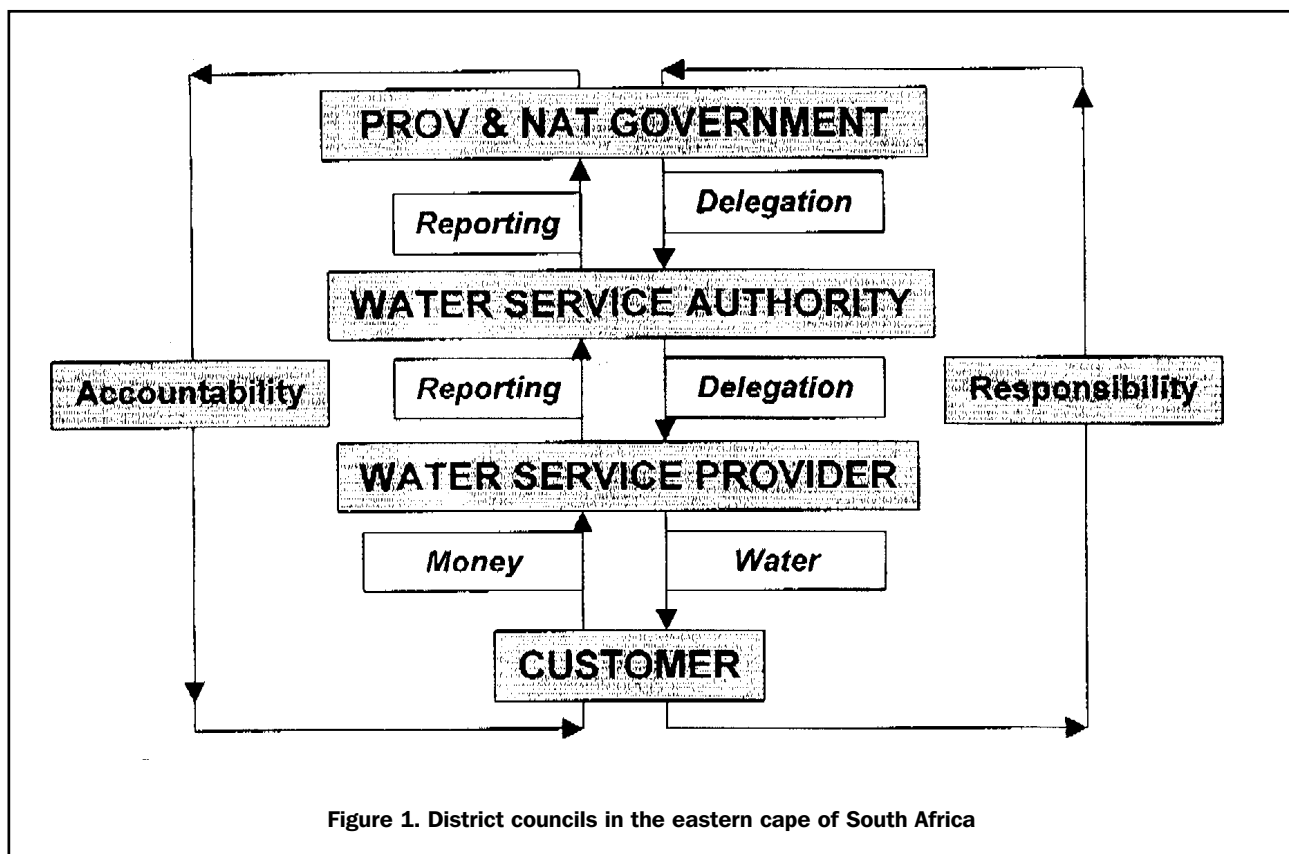 PROV & NAT GOVERNMENT
Reporting
Delegation
WATER SERVICE AUTHORITY
Accountability
Reporting
Delegation
Responsibility
WATER SERVICE PROVIDER
Money
Water
CUSTOMER
Figure 1. District councils in the eastern cape of South Africa